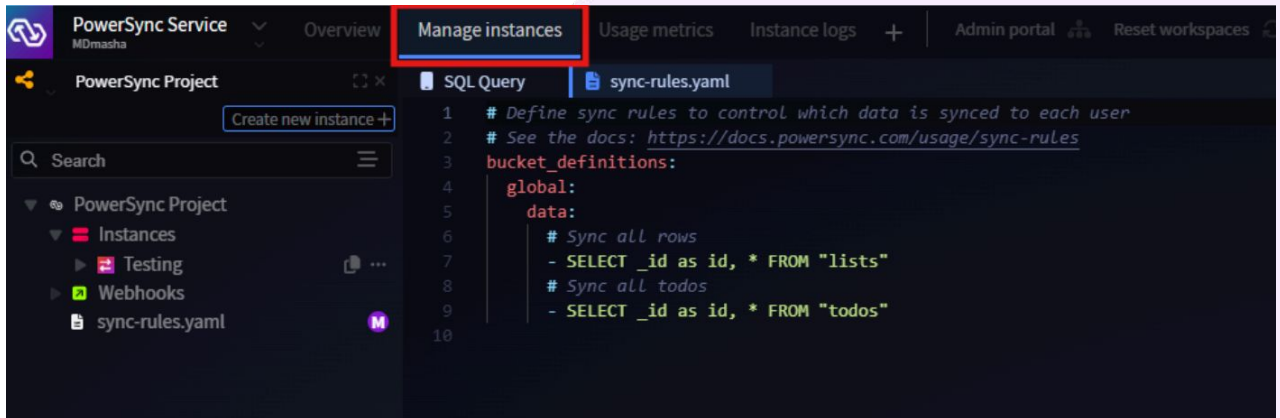 PowerSync Service
MDmasha
Overview
Manage instances
Usage metrics
Instance logs
Admin portal
Reset workspaces
PowerSync Project
Create new instance +
Search
PowerSync Project
Instances
Testing
Webhooks
sync-rules.yaml
M
SQL Query
sync-rules.yaml
1 # Define sync rules to control which data is synced to each user
2 # See the docs: https://docs.powersync.com/usage/sync-rules
3 bucket_definitions:
4 global:
5 data:
6 # Sync all rows
7 - SELECT _id as id, * FROM "lists"
8 # Sync all todos
9 - SELECT _id as id, * FROM "todos"
10